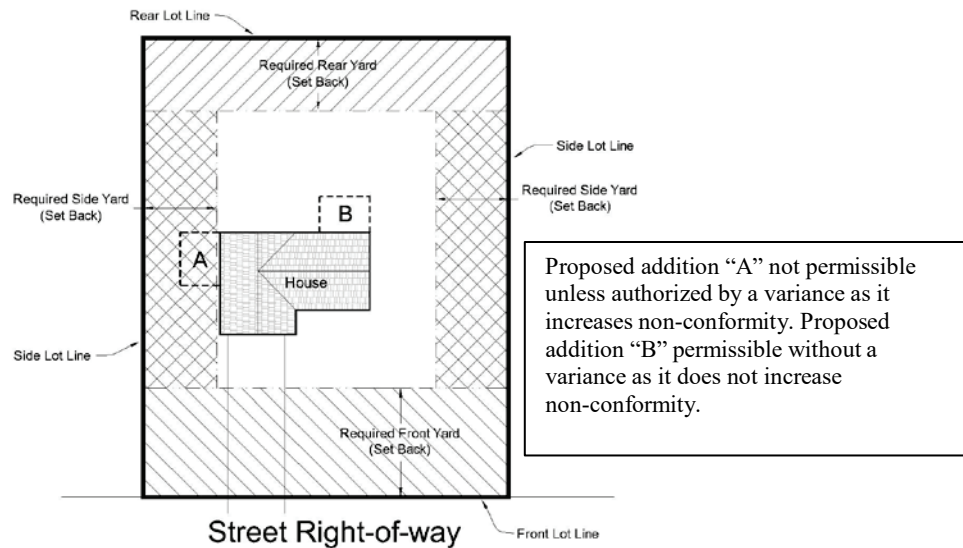 Rear Lot Line
Required Rear Yard
(Set Back)
Side Lot Line
Required Side Yard
(Set Back)
Required Side Yard
(Set Back)
B
A
House
Proposed addition “A” not permissible
unless authorized by a variance as it
increases non-conformity. Proposed
addition “B” permissible without a
variance as it does not increase
non-conformity.
Side Lot Line
Required Front Yard
(Set Back)
Street Right-of-way
Front Lot Line